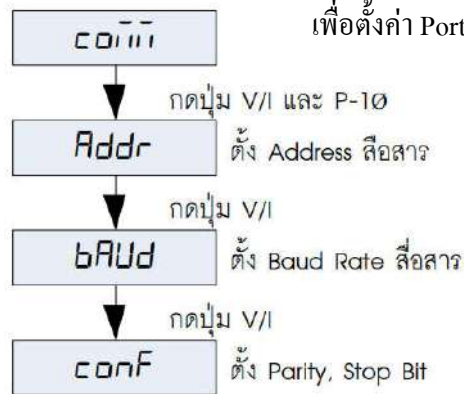 comm
เพื่อตั้งค่า Port
กดปุ่ม V/I และ P-10
Addr
ตั้ง Address สือสาร
กดปุ่ม V/I
bAUd
ตั้ง Baud Rate สื่อสาร
กดปุ่ม V/I
conF
ตั้ง Parity, Stop Bit